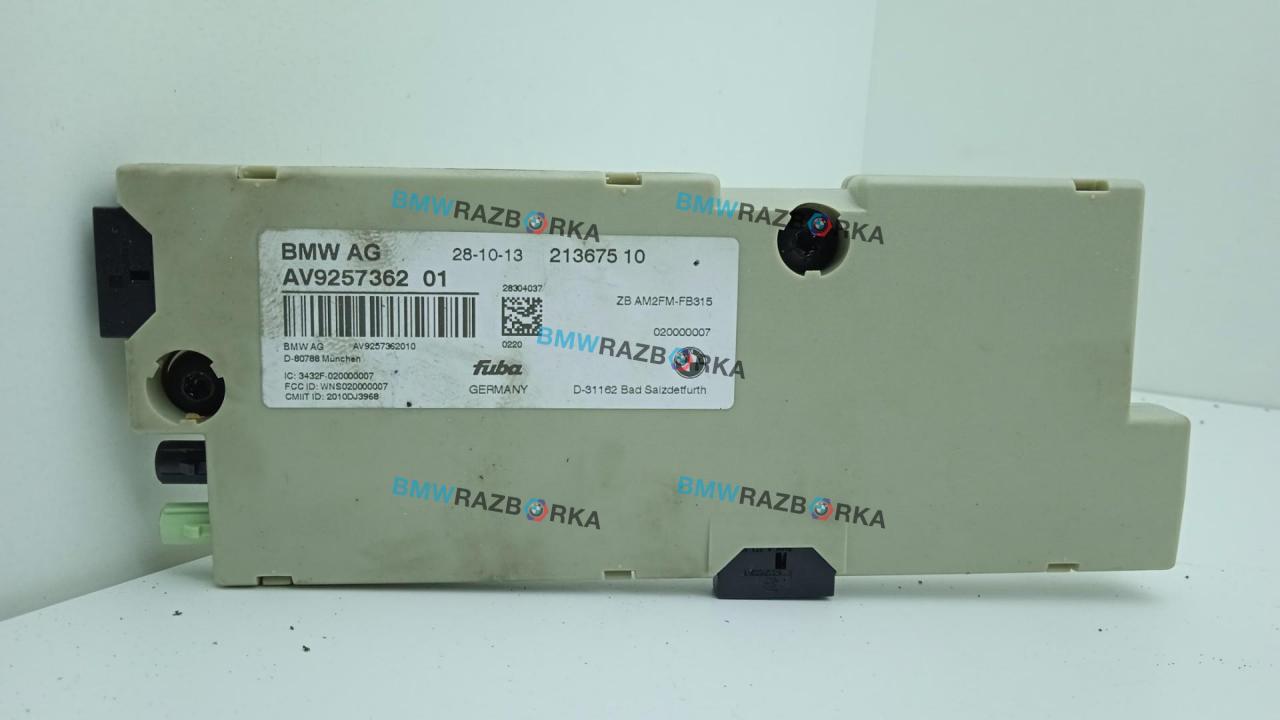 BMWRAZBORKA
BMWRAZBORKA
BMW AG 28-10-13 213675 10
AV9257362 01
28304037
ZB AM2FM-FB315
020000007
BMW AG AV9257362010
0220
BMWRAZBORKA
D-80788 München
IC: 3432F-020000007
FCC ID: WNS020000007
CMIIT ID: 2010DJ3968
fuba
GERMANY
D-31162 Bad Salzdetfurth
BMWRAZBORKA
BMWRAZBORKA